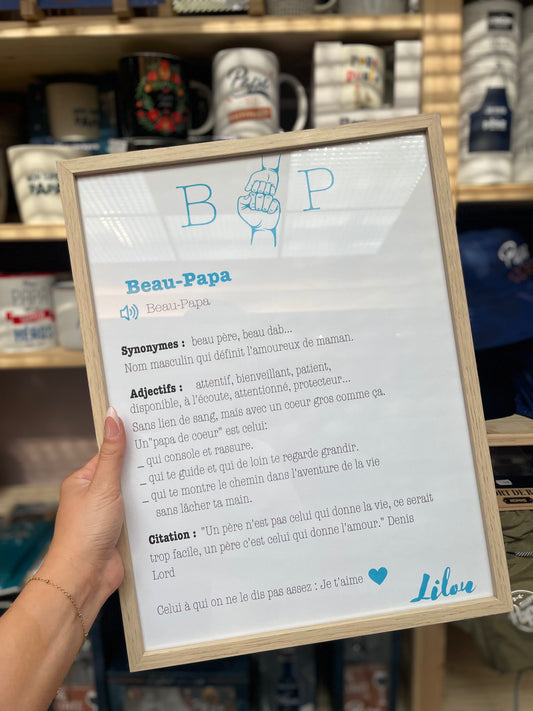 B P
Beau-Papa
Beau-Papa
Synonymes : beau père, beau dab...
Nom masculin qui définit l'amoureux de maman.
Adjectifs : attentif, bienveillant, patient,
disponible, à l'écoute, attentionné, protecteur...
Sans lien de sang, mais avec un coeur gros comme ça.
Un"papa de coeur" est celui:
_ qui console et rassure.
_ qui te guide et qui de loin te regarde grandir.
_ qui te montre le chemin dans l'aventure de la vie
sans lâcher ta main.
Citation : "Un père n'est pas celui qui donne la vie, ce serait
trop facile, un père c'est celui qui donne l'amour." Denis
Lord
Celui à qui on ne le dis pas assez : Je t'aime
Lilou
PAPA